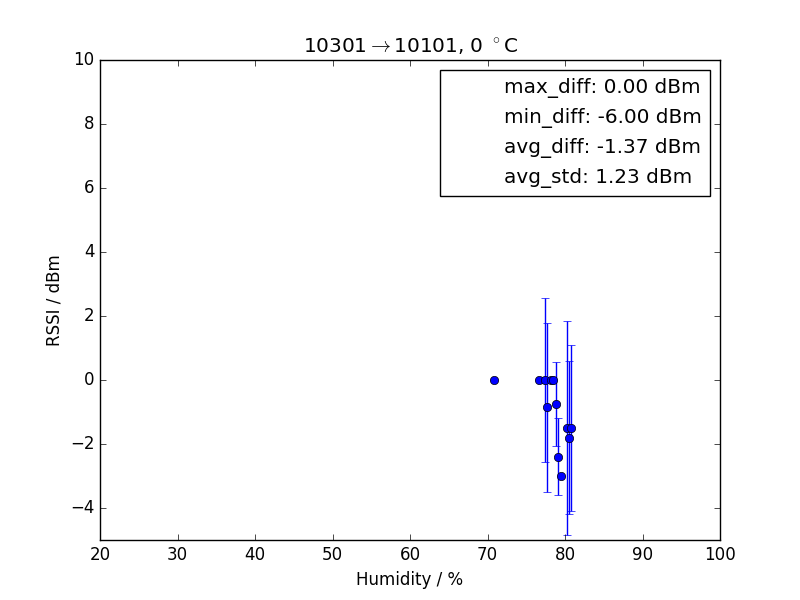 10301→10101, 0 °C
max_diff: 0.00 dBm
min_diff: -6.00 dBm
avg_diff: -1.37 dBm
avg_std: 1.23 dBm
10
8
6
4
2
0
−2
−4
RSSI / dBm
20 30 40 50 60 70 80 90 100
Humidity / %